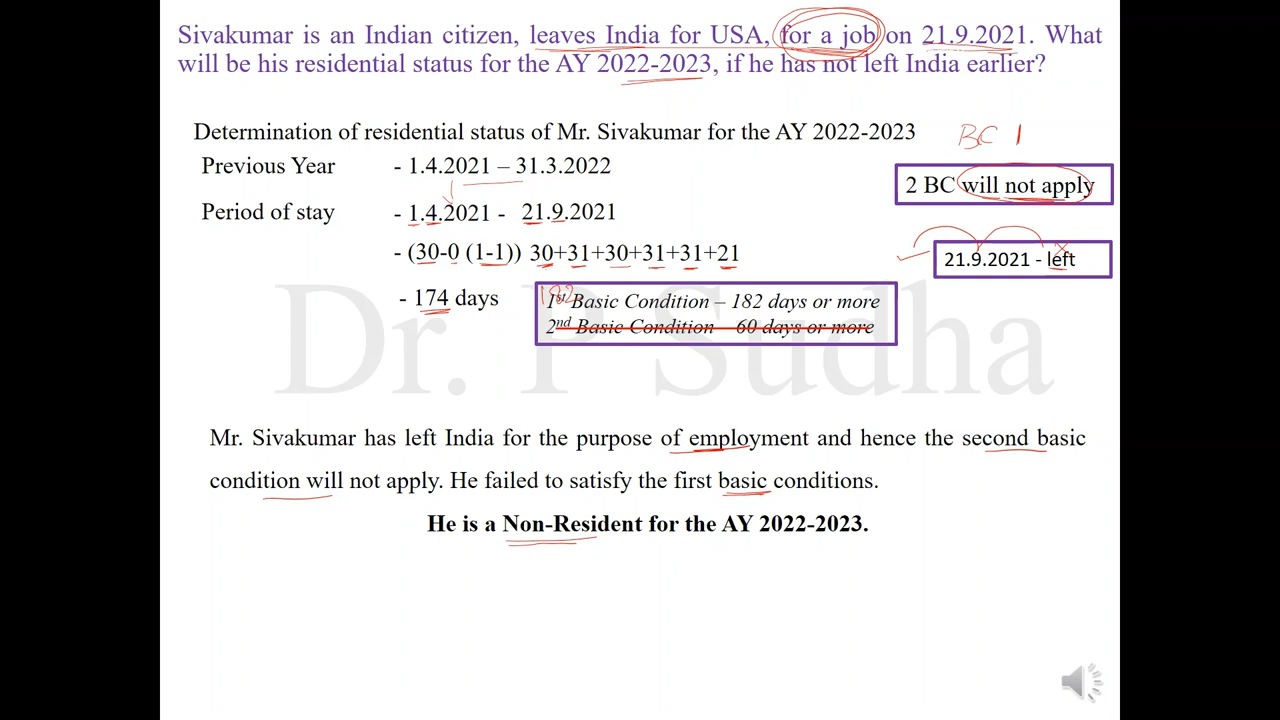 Sivakumar is an Indian citizen, leaves India for USA, for a job on 21.9.2021. What
will be his residential status for the AY 2022-2023, if he has not left India earlier?
Determination of residential status of Mr. Sivakumar for the AY 2022-2023
BC 1
Previous Year - 1.4.2021 – 31.3.2022
2 BC will not apply
Period of stay - 1.4.2021 - 21.9.2021
- (30-0 (1-1)) 30+31+30+31+31+21
21.9.2021 - left
- 174 days
182
1st Basic Condition – 182 days or more
2nd Basic Condition – 60 days or more
Dr. P Sudha
Mr. Sivakumar has left India for the purpose of employment and hence the second basic
condition will not apply. He failed to satisfy the first basic conditions.
He is a Non-Resident for the AY 2022-2023.